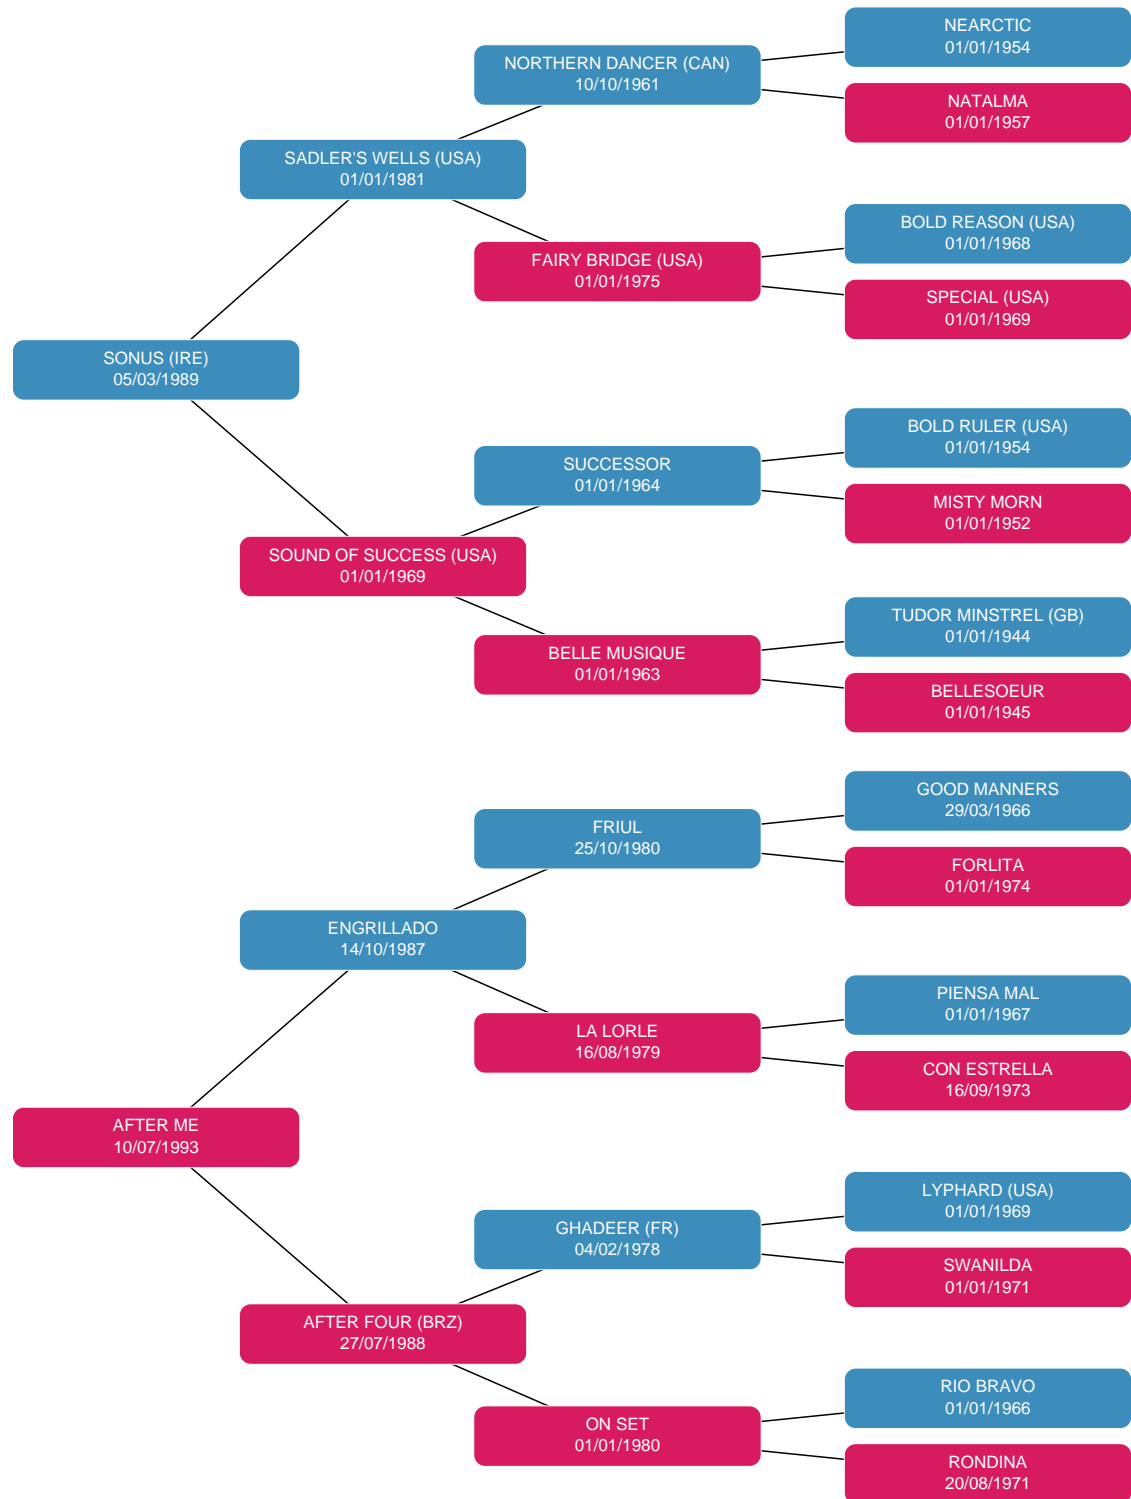 NEARCTIC
01/01/1954
NORTHERN DANCER (CAN)
10/10/1961
NATALMA
01/01/1957
SADLER'S WELLS (USA)
01/01/1981
BOLD REASON (USA)
01/01/1968
FAIRY BRIDGE (USA)
01/01/1975
SPECIAL (USA)
01/01/1969
SONUS (IRE)
05/03/1989
BOLD RULER (USA)
01/01/1954
SUCCESSOR
01/01/1964
MISTY MORN
01/01/1952
SOUND OF SUCCESS (USA)
01/01/1969
TUDOR MINSTREL (GB)
01/01/1944
BELLE MUSIQUE
01/01/1963
BELLESOEUR
01/01/1945
GOOD MANNERS
29/03/1966
FRIUL
25/10/1980
FORLITA
01/01/1974
ENGRILLADO
14/10/1987
PIENSA MAL
01/01/1967
LA LORLE
16/08/1979
CON ESTRELLA
16/09/1973
AFTER ME
10/07/1993
LYPHARD (USA)
01/01/1969
GHADEER (FR)
04/02/1978
SWANILDA
01/01/1971
AFTER FOUR (BRZ)
27/07/1988
RIO BRAVO
01/01/1966
ON SET
01/01/1980
RONDINA
20/08/1971